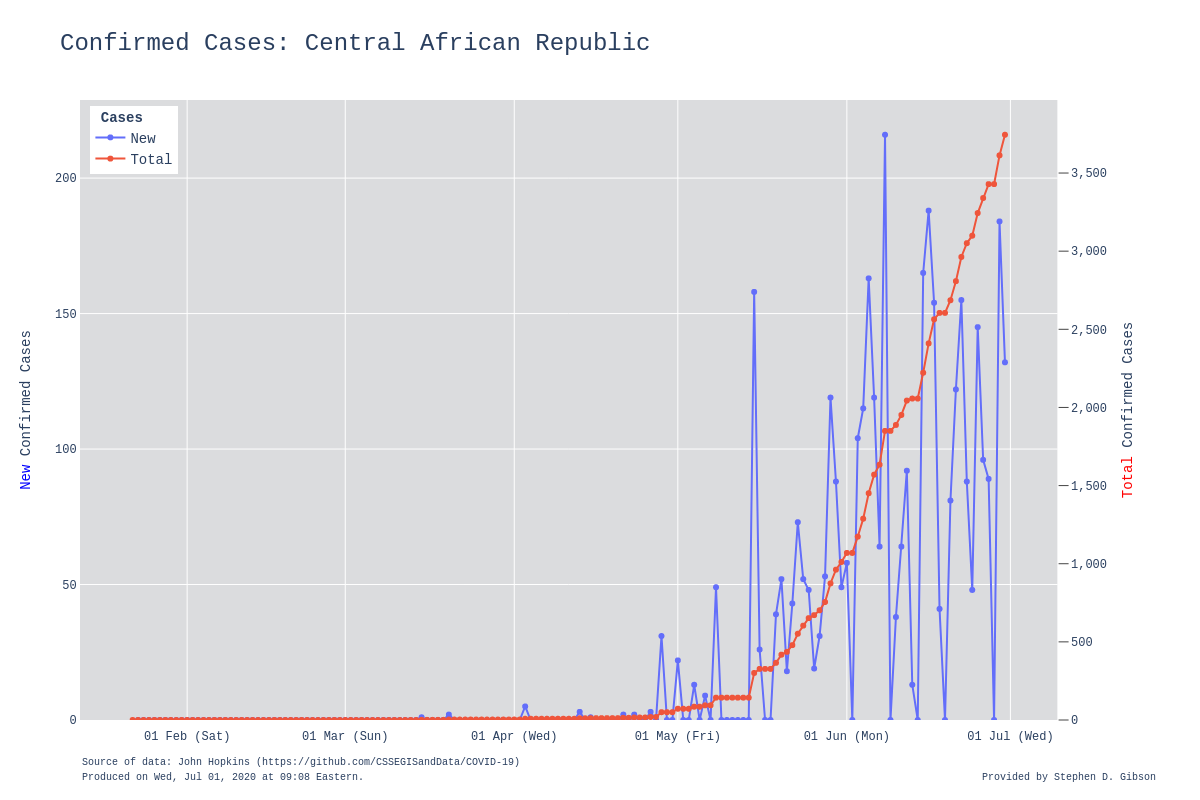 Confirmed Cases: Central African Republic
Cases
New
Total
200
150
100
50
0
3,500
3,000
2,500
2,000
1,500
1,000
500
0
New Confirmed Cases
Total Confirmed Cases
01 Feb (Sat) 01 Mar (Sun) 01 Apr (Wed) 01 May (Fri) 01 Jun (Mon) 01 Jul (Wed)
Source of data: John Hopkins (https://github.com/CSSEGISandData/COVID-19)
Produced on Wed, Jul 01, 2020 at 09:08 Eastern.
Provided by Stephen D. Gibson